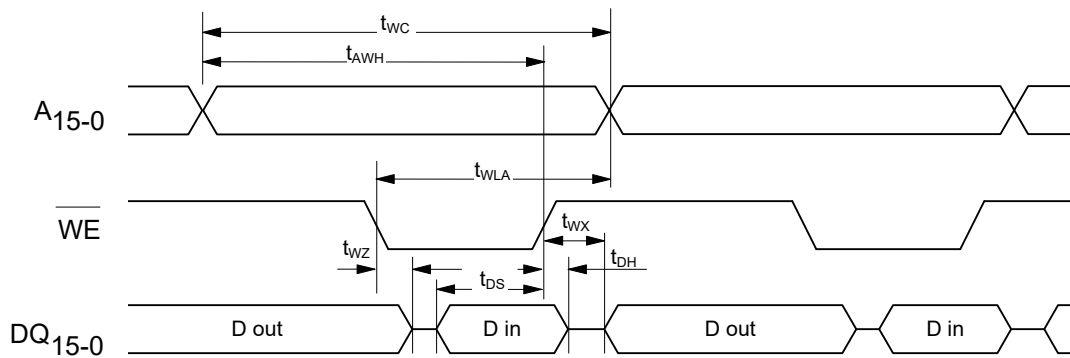 tWC
tAWH
A15-0
tWLA
WE
tWX
tWZ
tDH
tDS
DQ15-0
D out
D in
D out
D in